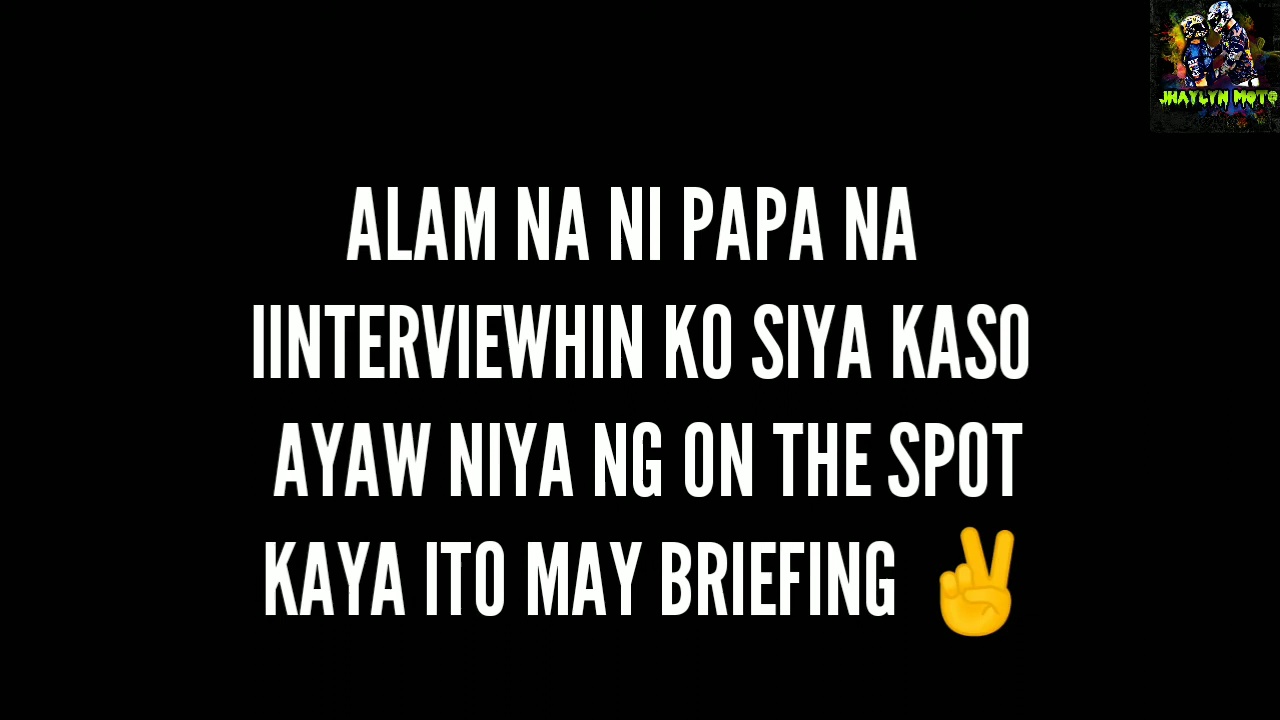 JHAYLYN MOTO
ALAM NA NI PAPA NA
IINTERVIEWHIN KO SIYA KASO
AYAW NIYA NG ON THE SPOT
KAYA ITO MAY BRIEFING ✌